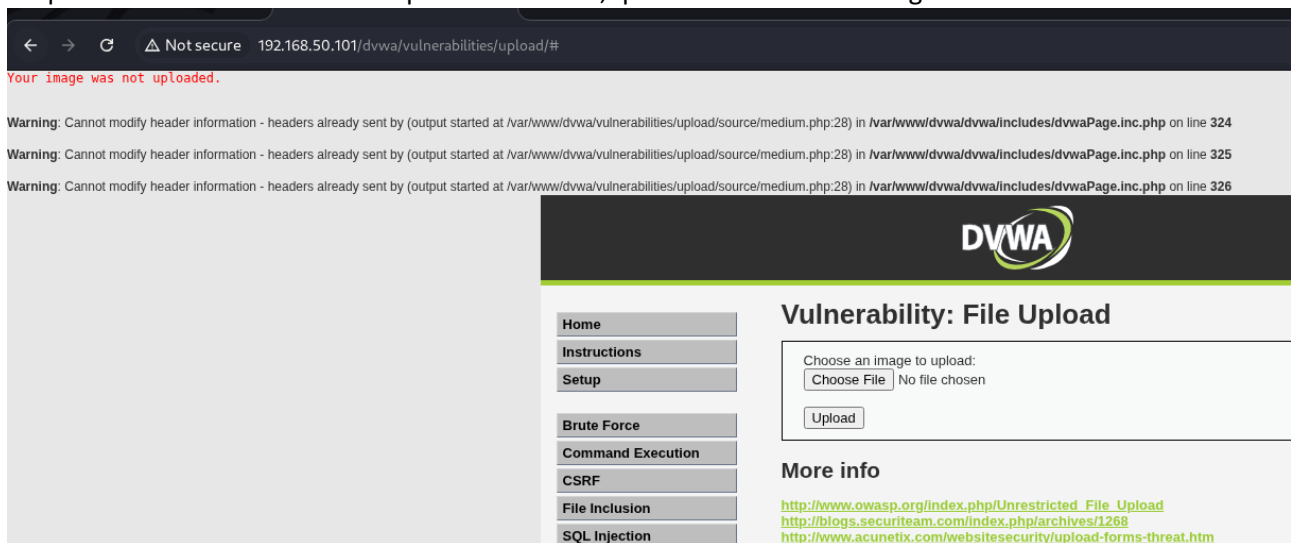 Not secure 192.168.50.101/dvwa/vulnerabilities/upload/#
Your image was not uploaded.
Warning: Cannot modify header information - headers already sent by (output started at /var/www/dvwa/vulnerabilities/upload/source/medium.php:28) in /var/www/dvwa/dvwa/includes/dvwaPage.inc.php on line 324
Warning: Cannot modify header information - headers already sent by (output started at /var/www/dvwa/vulnerabilities/upload/source/medium.php:28) in /var/www/dvwa/dvwa/includes/dvwaPage.inc.php on line 325
Warning: Cannot modify header information - headers already sent by (output started at /var/www/dvwa/vulnerabilities/upload/source/medium.php:28) in /var/www/dvwa/dvwa/includes/dvwaPage.inc.php on line 326
DVWA
Home
Instructions
Setup
Brute Force
Command Execution
CSRF
File Inclusion
SQL Injection
Vulnerability: File Upload
Choose an image to upload:
Choose File No file chosen
Upload
More info
http://www.owasp.org/index.php/Unrestricted_File_Upload
http://blogs.securiteam.com/index.php/archives/1268
http://www.acunetix.com/websitesecurity/upload-forms-threat.htm